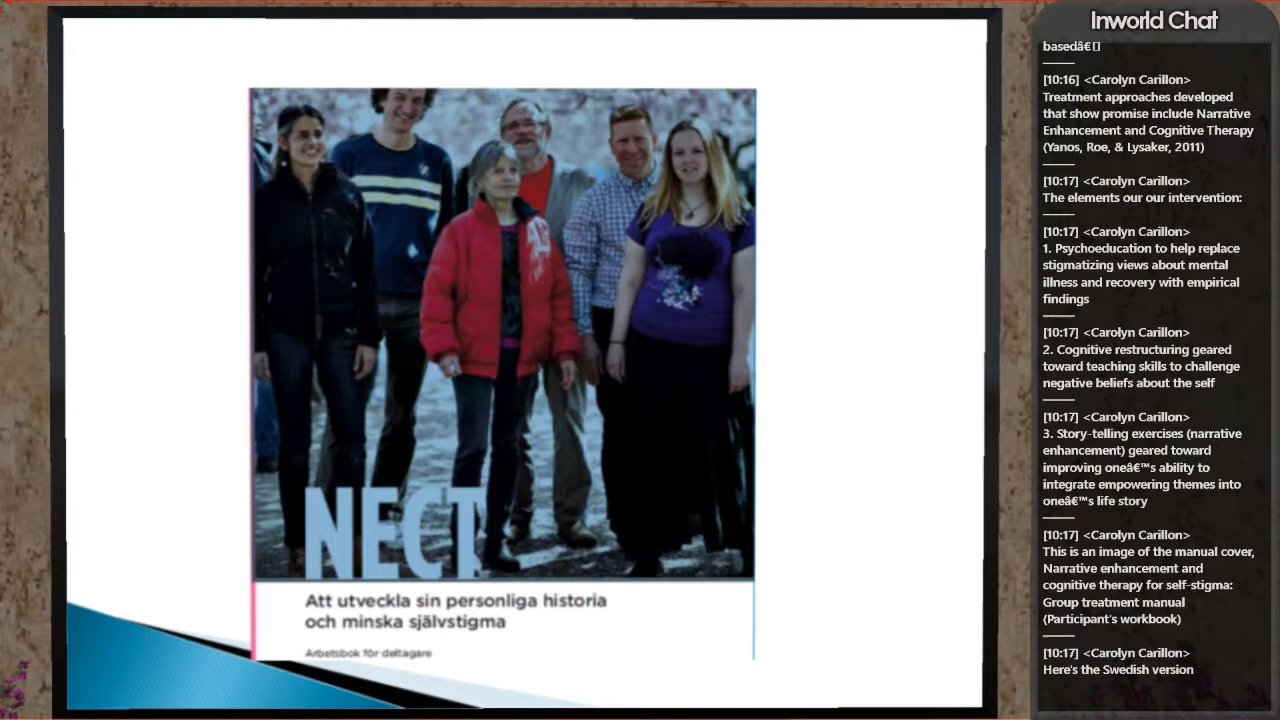 NECT
Att utveckla sin personliga historia
och minska självstigma
Arbetsbok för deltagare
Inworld Chat
basedâ€
[10:16] <Carolyn Carillon>
Treatment approaches developed
that show promise include Narrative
Enhancement and Cognitive Therapy
(Yanos, Roe, & Lysaker, 2011)
[10:17] <Carolyn Carillon>
The elements our our intervention:
[10:17] <Carolyn Carillon>
1. Psychoeducation to help replace
stigmatizing views about mental
illness and recovery with empirical
findings
[10:17] <Carolyn Carillon>
2. Cognitive restructuring geared
toward teaching skills to challenge
negative beliefs about the self
[10:17] <Carolyn Carillon>
3. Story-telling exercises (narrative
enhancement) geared toward
improving oneâ€™s ability to
integrate empowering themes into
oneâ€™s life story
[10:17] <Carolyn Carillon>
This is an image of the manual cover,
Narrative enhancement and
cognitive therapy for self-stigma:
Group treatment manual
(Participant's workbook)
[10:17] <Carolyn Carillon>
Here's the Swedish version